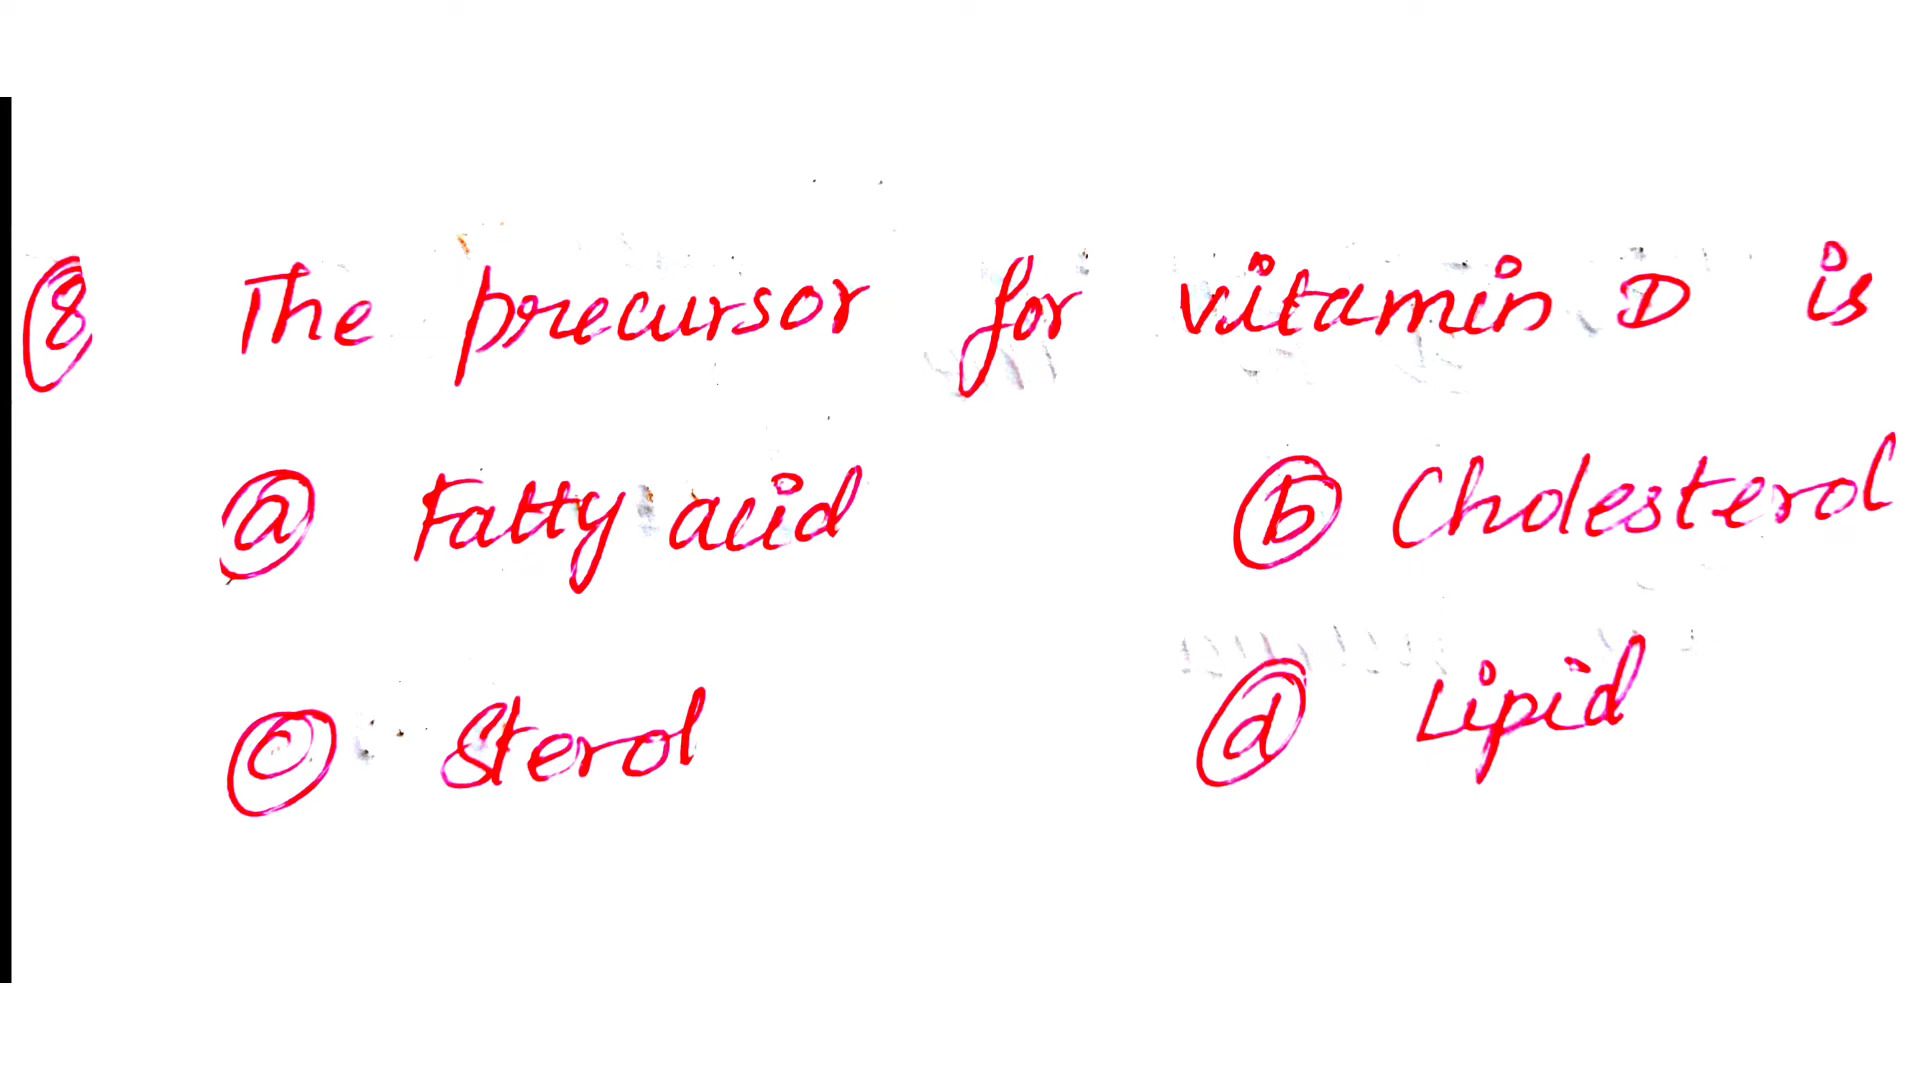 8 The precursor for vitamin D is
a Fatty acid b Cholesterol
c Sterol d Lipid